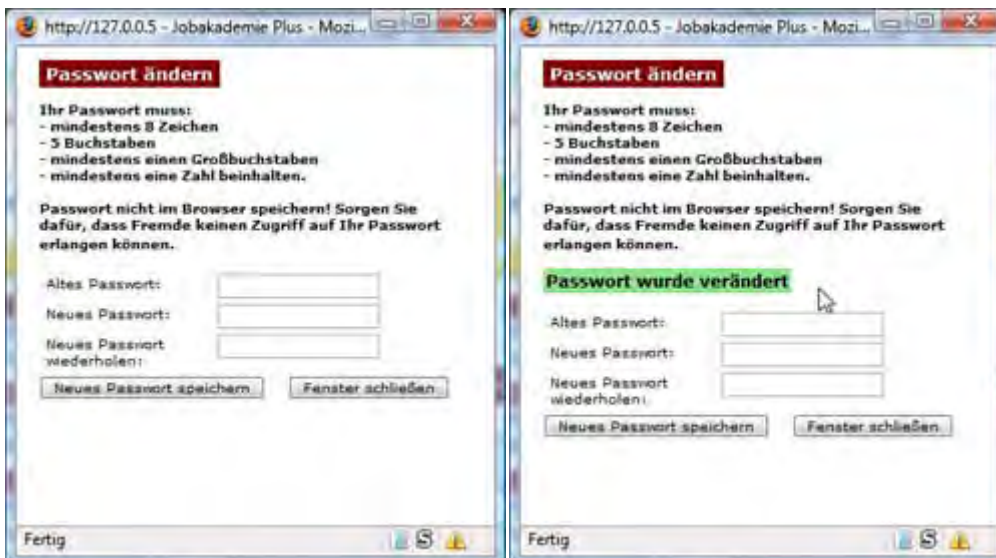 http://127.0.0.5 - Jobakademie Plus - Mozi...
Passwort ändern
Ihr Passwort muss:
- mindestens 8 Zeichen
- 5 Buchstaben
- mindestens einen Großbuchstaben
- mindestens eine Zahl beinhalten.
Passwort nicht im Browser speichern! Sorgen Sie
dafür, dass Fremde keinen Zugriff auf Ihr Passwort
erlangen können.
Altes Passwort:
Neues Passwort:
Neues Passwort
wiederholen:
Neues Passwort speichern Fenster schließen
Fertig S
http://127.0.0.5 - Jobakademie Plus - Mozi...
Passwort ändern
Ihr Passwort muss:
- mindestens 8 Zeichen
- 5 Buchstaben
- mindestens einen Großbuchstaben
- mindestens eine Zahl beinhalten.
Passwort nicht im Browser speichern! Sorgen Sie
dafür, dass Fremde keinen Zugriff auf Ihr Passwort
erlangen können.
Passwort wurde verändert
Altes Passwort:
Neues Passwort:
Neues Passwort
wiederholen:
Neues Passwort speichern Fenster schließen
Fertig S